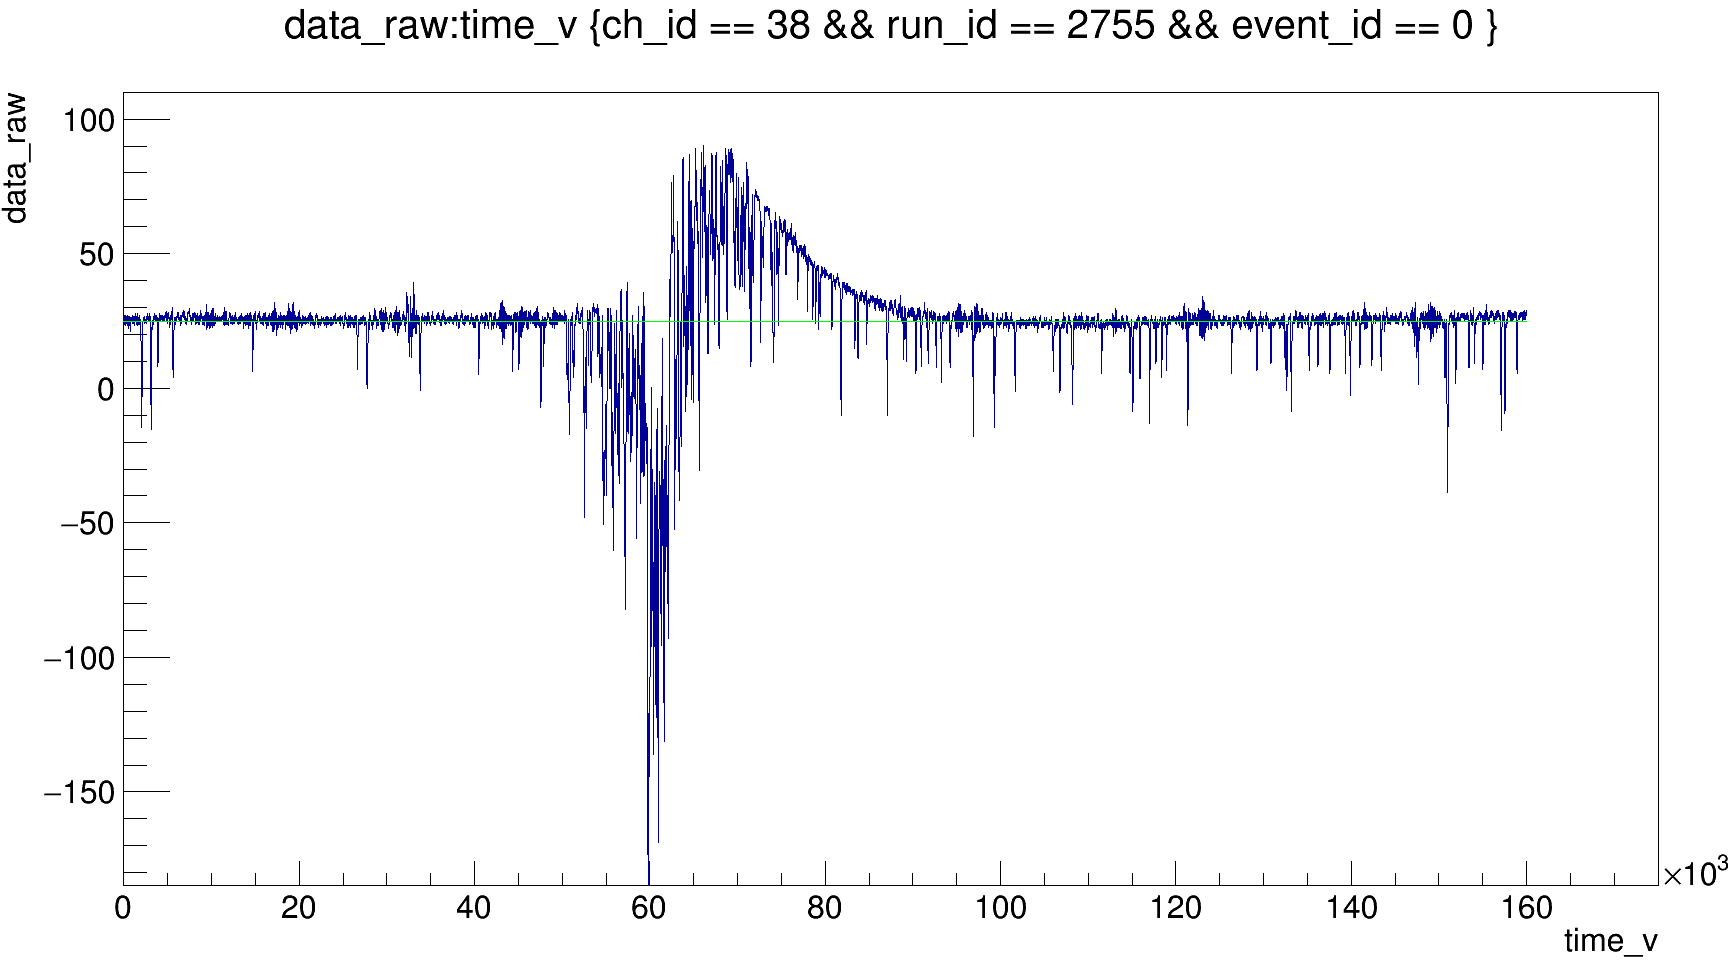 data_raw:time_v {ch_id == 38 && run_id == 2755 && event_id == 0 }
data_raw
100
50
0
−50
−100
−150
0 20 40 60 80 100 120 140 160
×10³
time_v